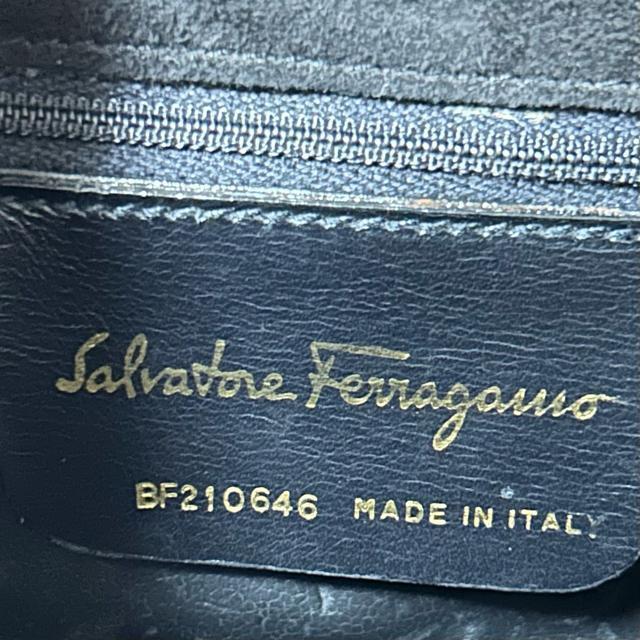 Salvatore Ferragamo
BF210646 MADE IN ITALY